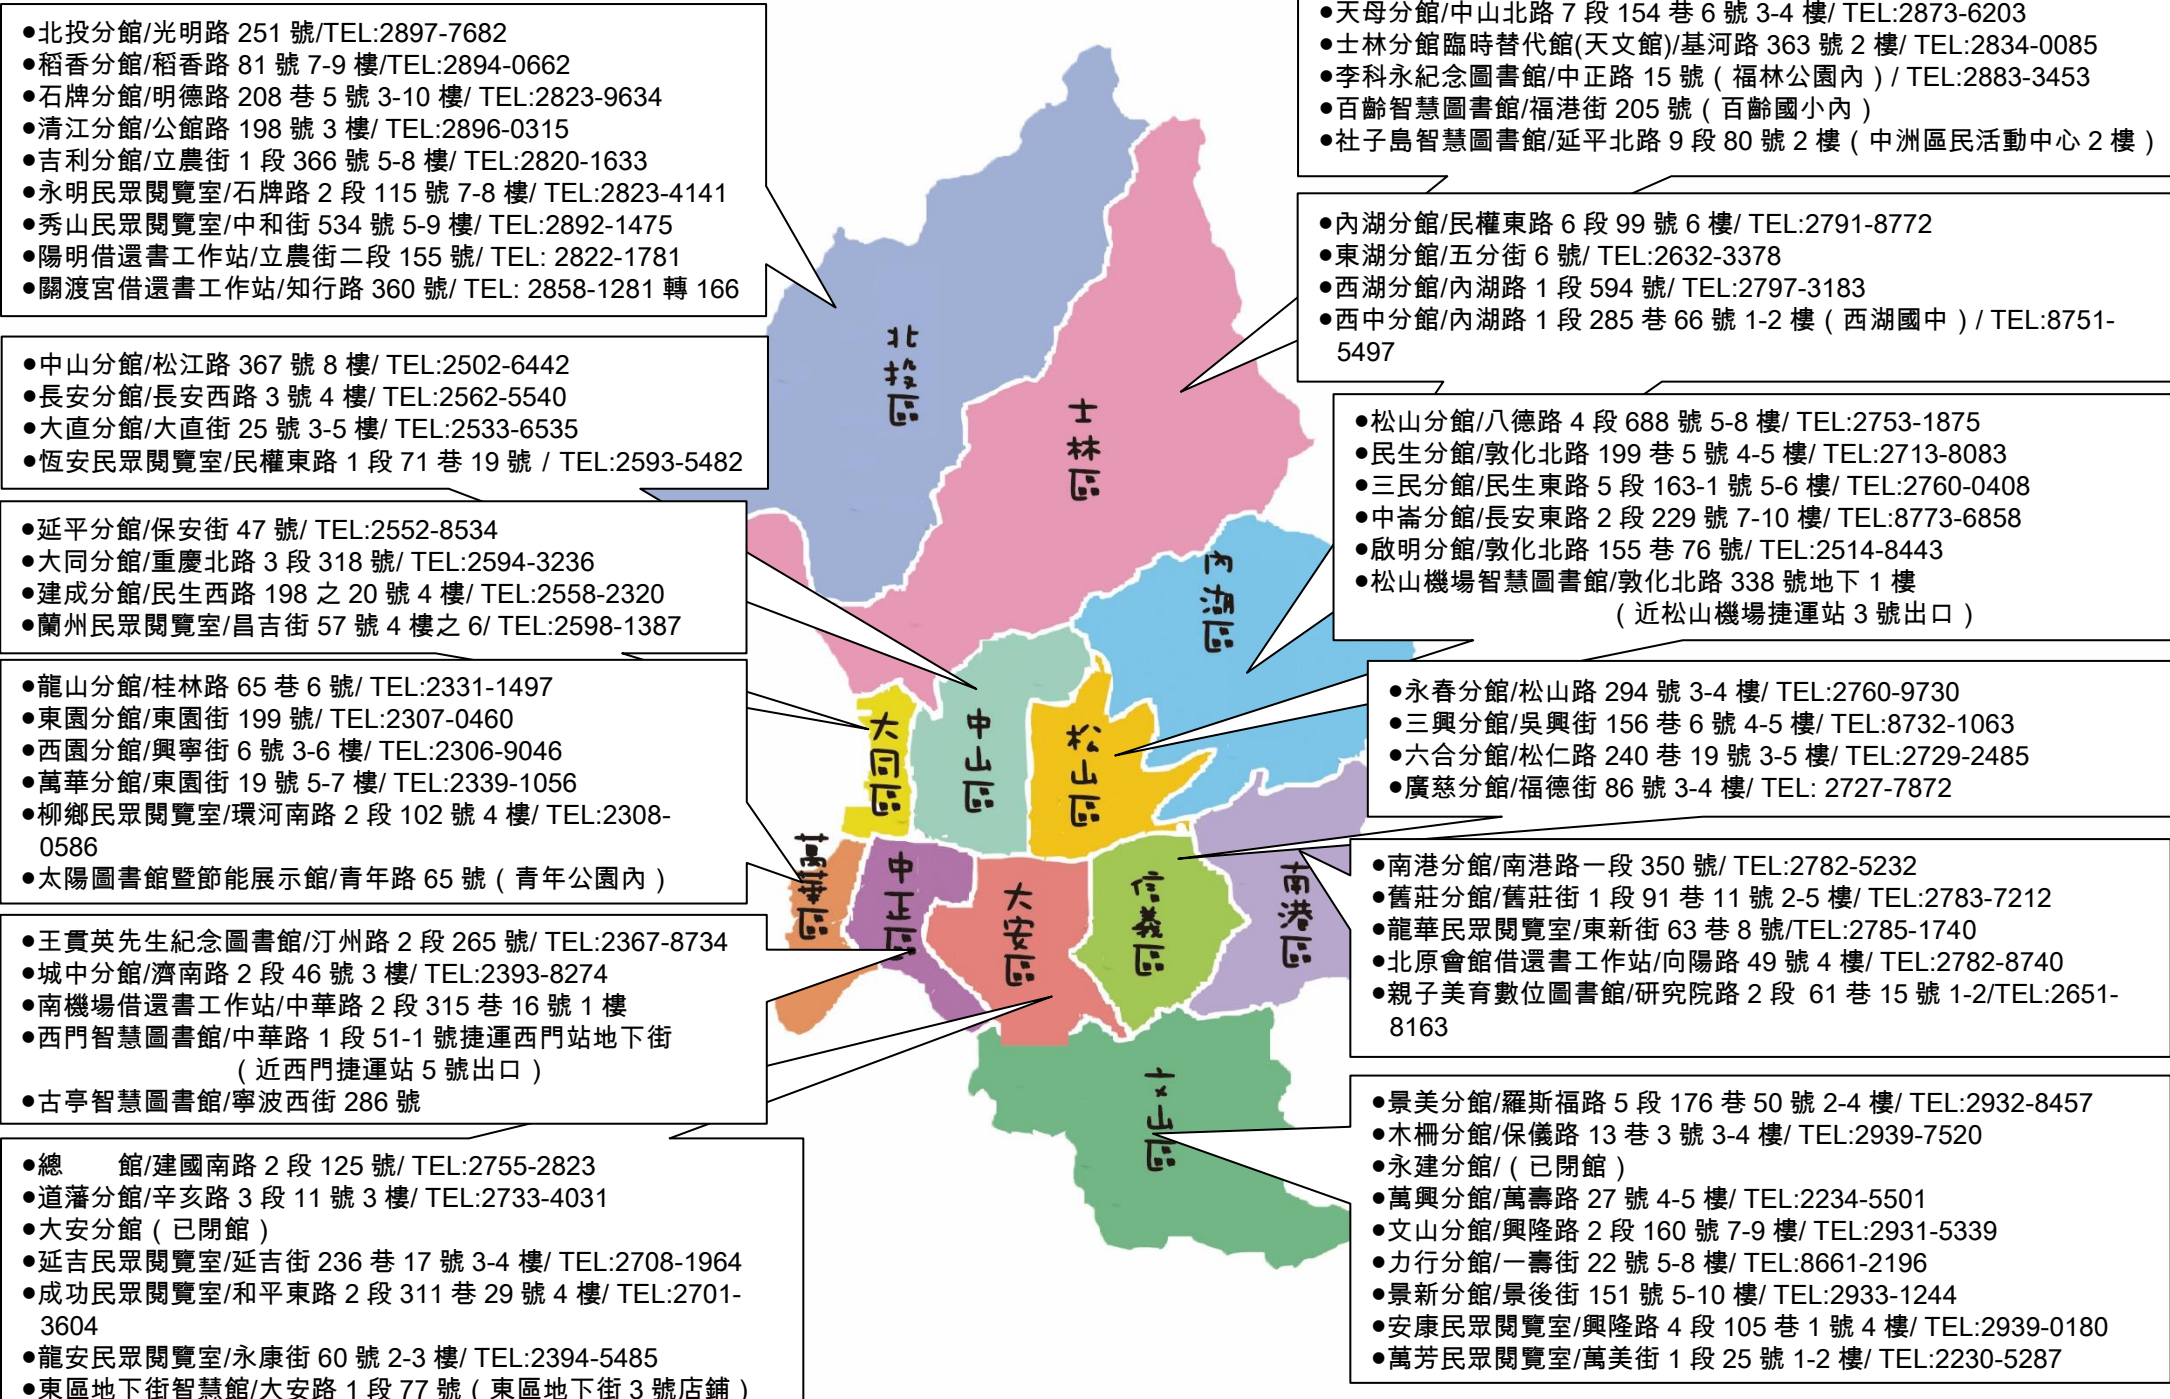 ●北投分館/光明路 251 號/TEL:2897-7682
●稻香分館/稻香路 81 號 7-9 樓/TEL:2894-0662
●石牌分館/明德路 208 巷 5 號 3-10 樓/ TEL:2823-9634
●清江分館/公館路 198 號 3 樓/ TEL:2896-0315
●吉利分館/立農街 1 段 366 號 5-8 樓/ TEL:2820-1633
●永明民眾閱覽室/石牌路 2 段 115 號 7-8 樓/ TEL:2823-4141
●秀山民眾閱覽室/中和街 534 號 5-9 樓/ TEL:2892-1475
●陽明借還書工作站/立農街二段 155 號/ TEL: 2822-1781
●關渡宮借還書工作站/知行路 360 號/ TEL: 2858-1281 轉 166
●中山分館/松江路 367 號 8 樓/ TEL:2502-6442
●長安分館/長安西路 3 號 4 樓/ TEL:2562-5540
●大直分館/大直街 25 號 3-5 樓/ TEL:2533-6535
●恆安民眾閱覽室/民權東路 1 段 71 巷 19 號 / TEL:2593-5482
●延平分館/保安街 47 號/ TEL:2552-8534
●大同分館/重慶北路 3 段 318 號/ TEL:2594-3236
●建成分館/民生西路 198 之 20 號 4 樓/ TEL:2558-2320
●蘭州民眾閱覽室/昌吉街 57 號 4 樓之 6/ TEL:2598-1387
●龍山分館/桂林路 65 巷 6 號/ TEL:2331-1497
●東園分館/東園街 199 號/ TEL:2307-0460
●西園分館/興寧街 6 號 3-6 樓/ TEL:2306-9046
●萬華分館/東園街 19 號 5-7 樓/ TEL:2339-1056
●柳鄉民眾閱覽室/環河南路 2 段 102 號 4 樓/ TEL:2308-
0586
●太陽圖書館暨節能展示館/青年路 65 號（青年公園內）
●王貫英先生紀念圖書館/汀州路 2 段 265 號/ TEL:2367-8734
●城中分館/濟南路 2 段 46 號 3 樓/ TEL:2393-8274
●南機場借還書工作站/中華路 2 段 315 巷 16 號 1 樓
●西門智慧圖書館/中華路 1 段 51-1 號捷運西門站地下街
（近西門捷運站 5 號出口）
●古亭智慧圖書館/寧波西街 286 號
●總　　館/建國南路 2 段 125 號/ TEL:2755-2823
●道藩分館/辛亥路 3 段 11 號 3 樓/ TEL:2733-4031
●大安分館（已閉館）
●延吉民眾閱覽室/延吉街 236 巷 17 號 3-4 樓/ TEL:2708-1964
●成功民眾閱覽室/和平東路 2 段 311 巷 29 號 4 樓/ TEL:2701-
3604
●龍安民眾閱覽室/永康街 60 號 2-3 樓/ TEL:2394-5485
●東區地下街智慧館/大安路 1 段 77 號（東區地下街 3 號店鋪）
北投區
士林區
內湖區
大同區
中山區
松山區
萬華區
中正區
大安區
信義區
南港區
文山區
●天母分館/中山北路 7 段 154 巷 6 號 3-4 樓/ TEL:2873-6203
●士林分館臨時替代館(天文館)/基河路 363 號 2 樓/ TEL:2834-0085
●李科永紀念圖書館/中正路 15 號（福林公園內）/ TEL:2883-3453
●百齡智慧圖書館/福港街 205 號（百齡國小內）
●社子島智慧圖書館/延平北路 9 段 80 號 2 樓（中洲區民活動中心 2 樓）
●內湖分館/民權東路 6 段 99 號 6 樓/ TEL:2791-8772
●東湖分館/五分街 6 號/ TEL:2632-3378
●西湖分館/內湖路 1 段 594 號/ TEL:2797-3183
●西中分館/內湖路 1 段 285 巷 66 號 1-2 樓（西湖國中）/ TEL:8751-
5497
●松山分館/八德路 4 段 688 號 5-8 樓/ TEL:2753-1875
●民生分館/敦化北路 199 巷 5 號 4-5 樓/ TEL:2713-8083
●三民分館/民生東路 5 段 163-1 號 5-6 樓/ TEL:2760-0408
●中崙分館/長安東路 2 段 229 號 7-10 樓/ TEL:8773-6858
●啟明分館/敦化北路 155 巷 76 號/ TEL:2514-8443
●松山機場智慧圖書館/敦化北路 338 號地下 1 樓
（近松山機場捷運站 3 號出口）
●永春分館/松山路 294 號 3-4 樓/ TEL:2760-9730
●三興分館/吳興街 156 巷 6 號 4-5 樓/ TEL:8732-1063
●六合分館/松仁路 240 巷 19 號 3-5 樓/ TEL:2729-2485
●廣慈分館/福德街 86 號 3-4 樓/ TEL: 2727-7872
●南港分館/南港路一段 350 號/ TEL:2782-5232
●舊莊分館/舊莊街 1 段 91 巷 11 號 2-5 樓/ TEL:2783-7212
●龍華民眾閱覽室/東新街 63 巷 8 號/TEL:2785-1740
●北原會館借還書工作站/向陽路 49 號 4 樓/ TEL:2782-8740
●親子美育數位圖書館/研究院路 2 段 61 巷 15 號 1-2/TEL:2651-
8163
●景美分館/羅斯福路 5 段 176 巷 50 號 2-4 樓/ TEL:2932-8457
●木柵分館/保儀路 13 巷 3 號 3-4 樓/ TEL:2939-7520
●永建分館/（已閉館）
●萬興分館/萬壽路 27 號 4-5 樓/ TEL:2234-5501
●文山分館/興隆路 2 段 160 號 7-9 樓/ TEL:2931-5339
●力行分館/一壽街 22 號 5-8 樓/ TEL:8661-2196
●景新分館/景後街 151 號 5-10 樓/ TEL:2933-1244
●安康民眾閱覽室/興隆路 4 段 105 巷 1 號 4 樓/ TEL:2939-0180
●萬芳民眾閱覽室/萬美街 1 段 25 號 1-2 樓/ TEL:2230-5287